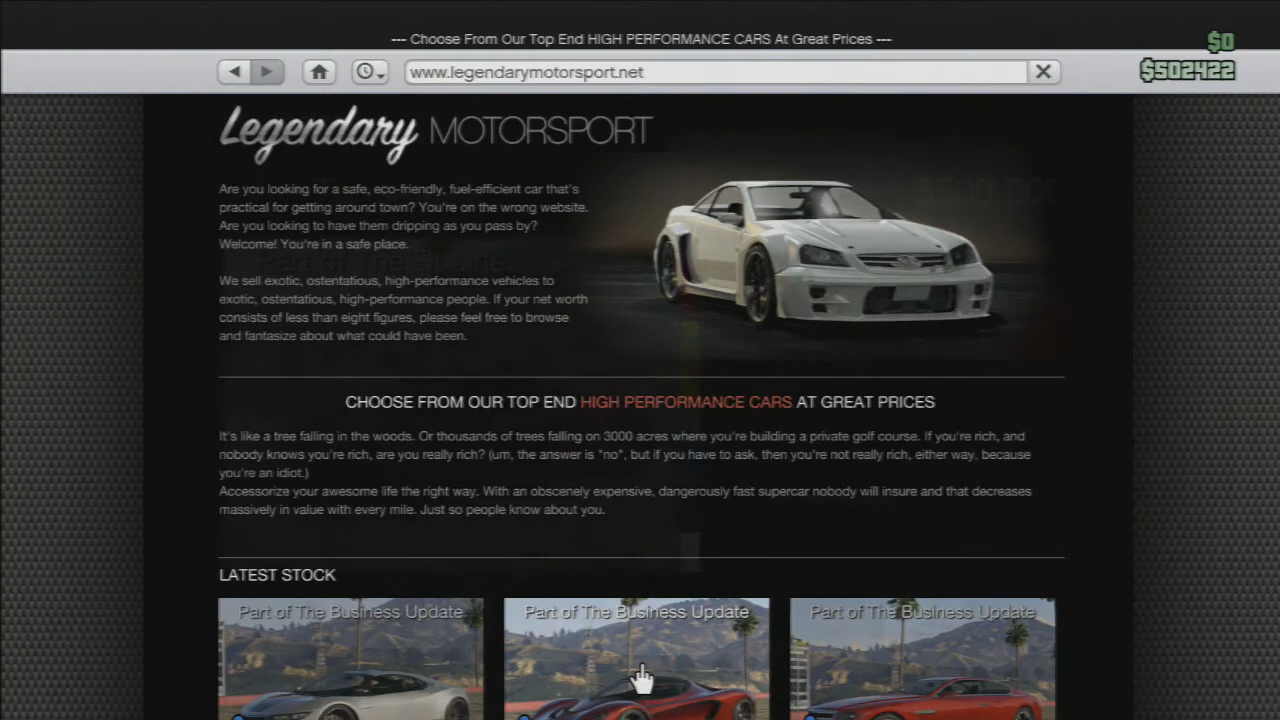 --- Choose From Our Top End HIGH PERFORMANCE CARS At Great Prices ---
$0
www.legendarymotorsport.net
$502422
Legendary MOTORSPORT
Are you looking for a safe, eco-friendly, fuel-efficient car that's
practical for getting around town? You're on the wrong website.
Are you looking to have them dripping as you pass by?
Welcome! You're in a safe place.
Part of The Busines
We sell exotic, ostentatious, high-performance vehicles to
exotic, ostentatious, high-performance people. If your net worth
consists of less than eight figures, please feel free to browse
and fantasize about what could have been.
CHOOSE FROM OUR TOP END HIGH PERFORMANCE CARS AT GREAT PRICES
It's like a tree falling in the woods. Or thousands of trees falling on 3000 acres where you're building a private golf course. If you're rich, and
nobody knows you're rich, are you really rich? (um, the answer is "no", but if you have to ask, then you're not really rich, either way, because
you're an idiot.)
Accessorize your awesome life the right way. With an obscenely expensive, dangerously fast supercar nobody will insure and that decreases
massively in value with every mile. Just so people know about you.
LATEST STOCK
Part of The Business Update
Part of The Business Update
Part of The Business Update